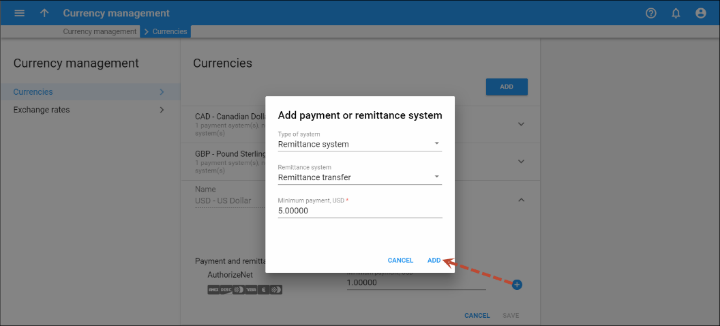 Currency management
Currency management
Currencies
Currency management
Currencies
Exchange rates
Currencies
ADD
CAD - Canadian Dolla
1 payment system(s),
system(s)
GBP - Pound Sterling
1 payment system(s),
system(s)
Name
USD - US Dollar
Payment and remitta
AuthorizeNet
1.00000
CANCEL
SAVE
Add payment or remittance system
Type of system
Remittance system
Remittance system
Remittance transfer
Minimum payment, USD *
5.00000
CANCEL
ADD